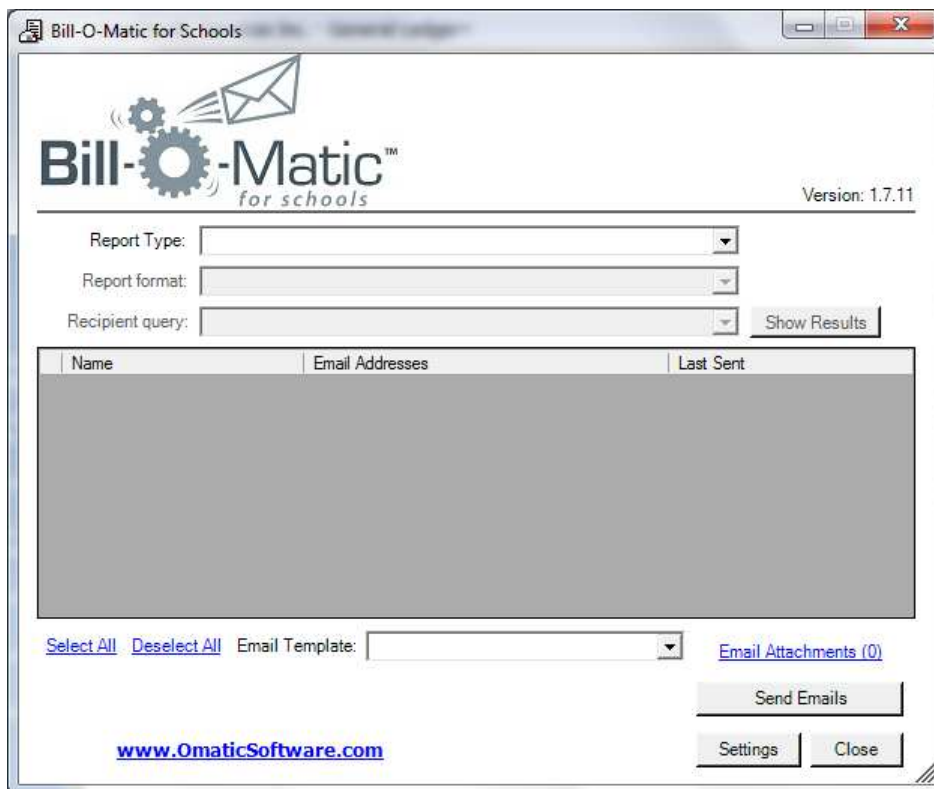 Bill-O-Matic for Schools
Bill-O-Matic™
for schools
Version: 1.7.11
Report Type:
Report format:
Recipient query: Show Results
Name Email Addresses Last Sent
Select All Deselect All Email Template: Email Attachments (0)
Send Emails
www.OmaticSoftware.com Settings Close